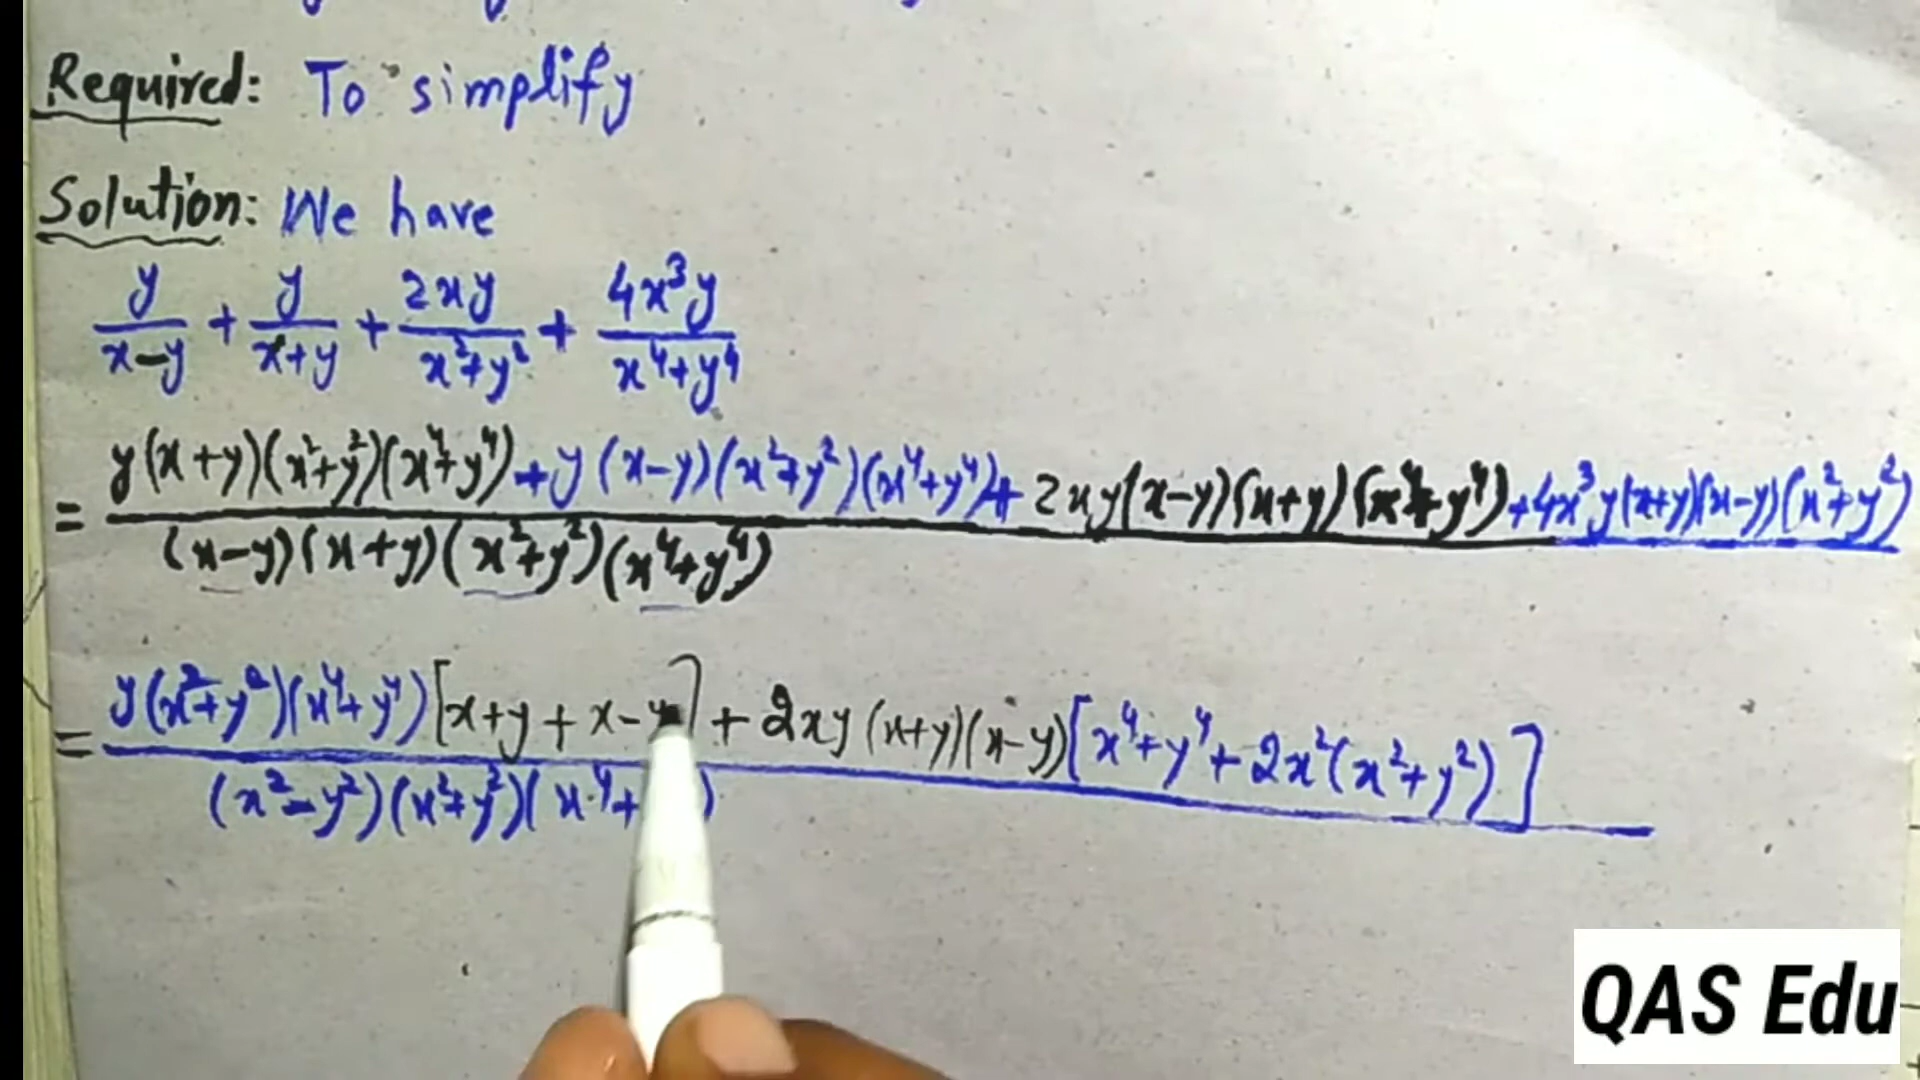 Required: To simplify
Solution: We have
y/(x-y) + y/(x+y) + 2xy/(x²+y²) + 4x³y/(x⁴+y⁴)
= y(x+y)(x²+y²)(x⁴+y⁴)+y(x-y)(x²+y²)(x⁴+y⁴)+2xy(x-y)(x+y)(x⁴+y⁴)+4x³y(x+y)(x-y)(x²+y²)
(x-y)(x+y)(x²+y²)(x⁴+y⁴)
= y(x²+y²)(x⁴+y⁴)[x+y+x-y]+2xy(x+y)(x-y)[x⁴+y⁴+2x²(x²+y²)]
(x²-y²)(x²+y²)(x⁴+ )
QAS Edu